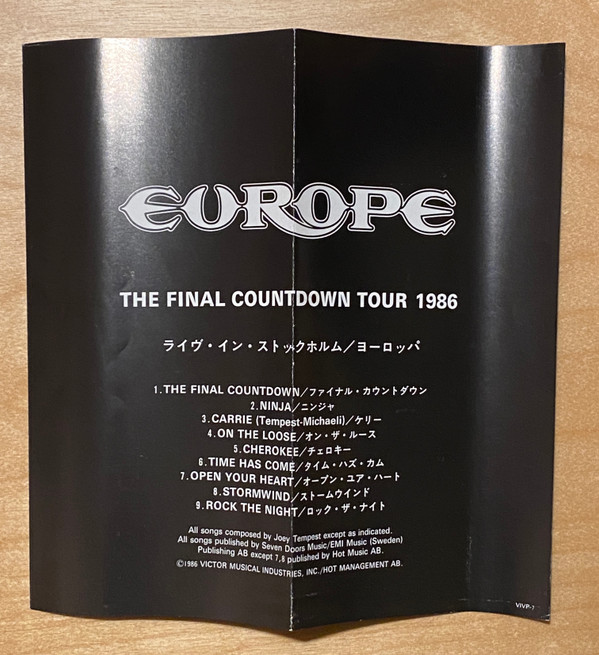 EUROPE
THE FINAL COUNTDOWN TOUR 1986
ライヴ・イン・ストックホルム／ヨーロッパ
1.THE FINAL COUNTDOWN／ファイナル・カウントダウン
2.NINJA／ニンジャ
3.CARRIE (Tempest-Michaeli)／ケリー
4.ON THE LOOSE／オン・ザ・ルース
5.CHEROKEE／チェロキー
6.TIME HAS COME／タイム・ハズ・カム
7.OPEN YOUR HEART／オープン・ユア・ハート
8.STORMWIND／ストームウインド
9.ROCK THE NIGHT／ロック・ザ・ナイト
All songs composed by Joey Tempest except as indicated.
All songs published by Seven Doors Music/EMI Music (Sweden)
Publishing AB except 7,8 published by Hot Music AB.
©1986 VICTOR MUSICAL INDUSTRIES, INC./HOT MANAGEMENT AB.
VIVP-7